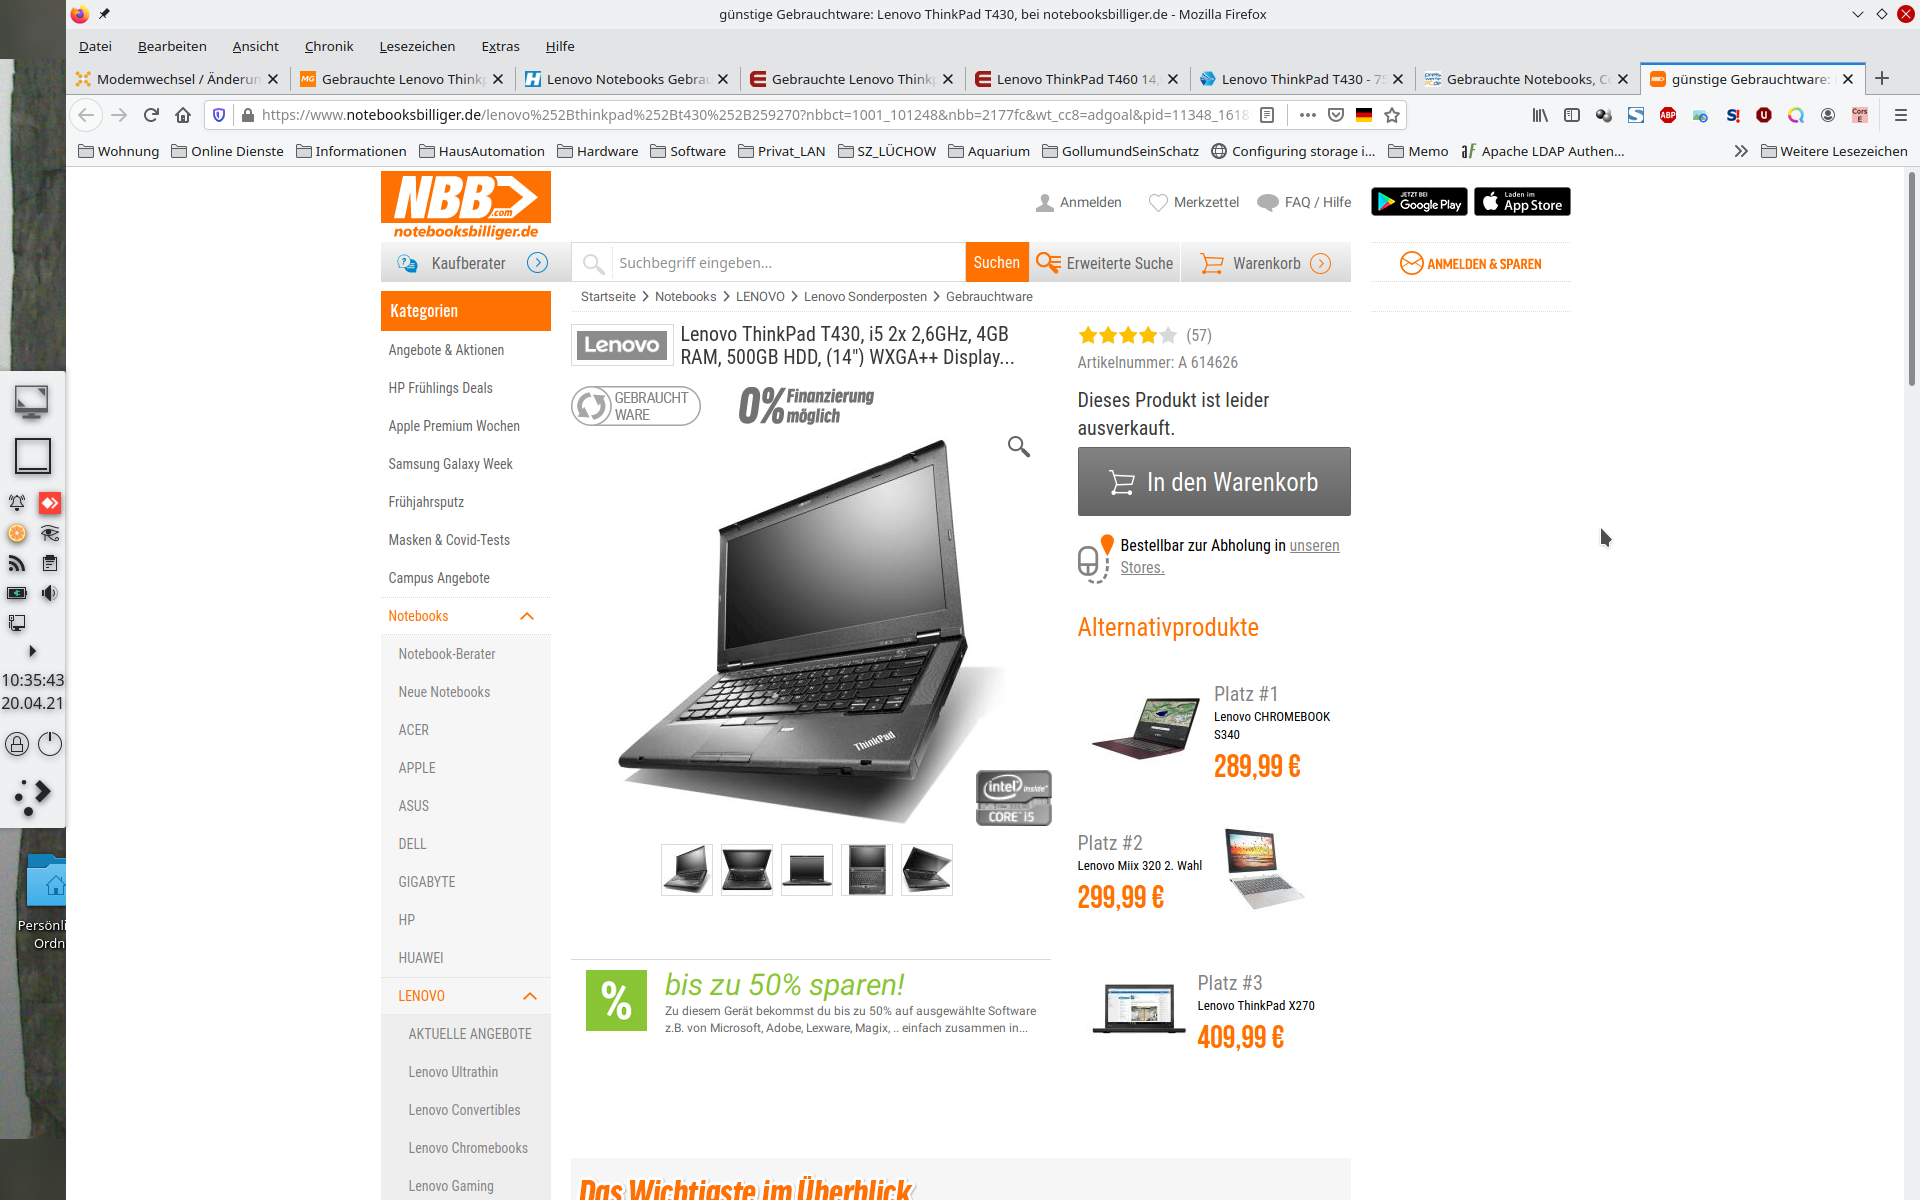 günstige Gebrauchtware: Lenovo ThinkPad T430, bei notebooksbilliger.de - Mozilla Firefox
Datei Bearbeiten Ansicht Chronik Lesezeichen Extras Hilfe
Modemwechsel / Änderun
Gebrauchte Lenovo Think
Lenovo Notebooks Gebrau
Gebrauchte Lenovo Think
Lenovo ThinkPad T460 14,
Lenovo ThinkPad T430 - 75
Gebrauchte Notebooks, C
günstige Gebrauchtware:
https://www.notebooksbilliger.de/lenovo%252Bthinkpad%252Bt430%252B259270?nbbct=1001_101248&nbb=2177fc&wt_cc8=adgoal&pid=11348_1618
Wohnung Online Dienste Informationen HausAutomation Hardware Software Privat_LAN SZ_LÜCHOW Aquarium GollumundSeinSchatz Configuring storage i... Memo Apache LDAP Authen... Weitere Lesezeichen
NBB.com
notebooksbilliger.de
Anmelden Merkzettel FAQ / Hilfe
JETZT BEI Google Play
Laden im App Store
Kaufberater
Suchbegriff eingeben...
Suchen
Erweiterte Suche
Warenkorb
ANMELDEN & SPAREN
Startseite > Notebooks > LENOVO > Lenovo Sonderposten > Gebrauchtware
Kategorien
Angebote & Aktionen
HP Frühlings Deals
Apple Premium Wochen
Samsung Galaxy Week
Frühjahrsputz
Masken & Covid-Tests
Campus Angebote
Notebooks
Notebook-Berater
Neue Notebooks
ACER
APPLE
ASUS
DELL
GIGABYTE
HP
HUAWEI
LENOVO
AKTUELLE ANGEBOTE
Lenovo Ultrathin
Lenovo Convertibles
Lenovo Chromebooks
Lenovo Gaming
Lenovo
Lenovo ThinkPad T430, i5 2x 2,6GHz, 4GB
RAM, 500GB HDD, (14") WXGA++ Display...
GEBRAUCHT
WARE
0% Finanzierung
möglich
ThinkPad
intel inside
CORE i5
%
bis zu 50% sparen!
Zu diesem Gerät bekommst du bis zu 50% auf ausgewählte Software
z.B. von Microsoft, Adobe, Lexware, Magix, .. einfach zusammen in...
(57)
Artikelnummer: A 614626
Dieses Produkt ist leider
ausverkauft.
In den Warenkorb
Bestellbar zur Abholung in unseren
Stores.
Alternativprodukte
Platz #1
Lenovo CHROMEBOOK
S340
289,99 €
Platz #2
Lenovo Miix 320 2. Wahl
299,99 €
Platz #3
Lenovo ThinkPad X270
409,99 €
Das Wichtigste im Überblick
10:35:43
20.04.21
Persönli
Ordn